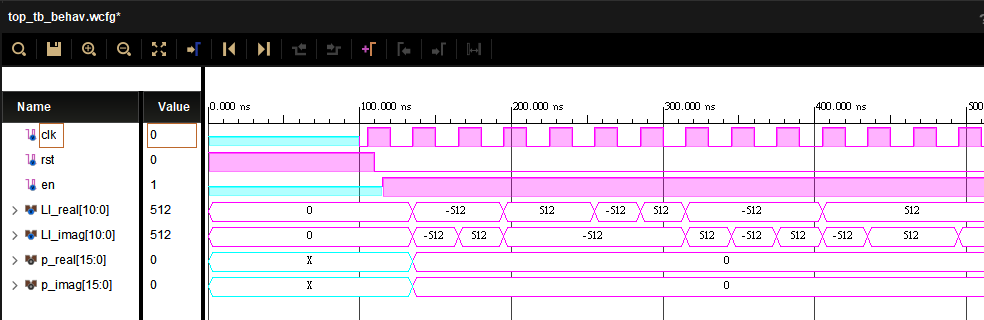 top_tb_behav.wcfg*
0.000 ns 100.000 ns 200.000 ns 300.000 ns 400.000 ns
Name Value
clk 0
rst 0
en 1
LI_real[10:0] 512 0 -512 512 -512 512 -512 512
LI_imag[10:0] 512 0 -512 512 -512 512 -512 512 -512 512
p_real[15:0] 0 X 0
p_imag[15:0] 0 X 0